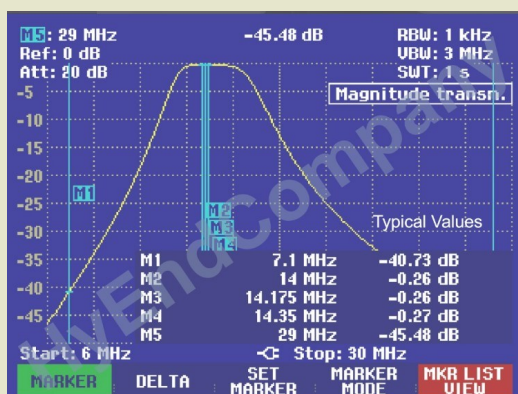 M5: 29 MHz -45.48 dB RBW: 1 kHz
Ref: 0 dB VBW: 3 MHz
Att: 20 dB SWT: 1 s
Magnitude transm.
-5
-10
-15
-20
M1
-25
M2
Typical Values
M3
-30
M4
-35
M1 7.1 MHz -40.73 dB
M2 14 MHz -0.26 dB
-40
M3 14.175 MHz -0.26 dB
M4 14.35 MHz -0.27 dB
-45
M5 29 MHz -45.48 dB
Start: 6 MHz Stop: 30 MHz
MARKER DELTA SET MARKER MARKER MODE MKR LIST VIEW
HyEndCompany